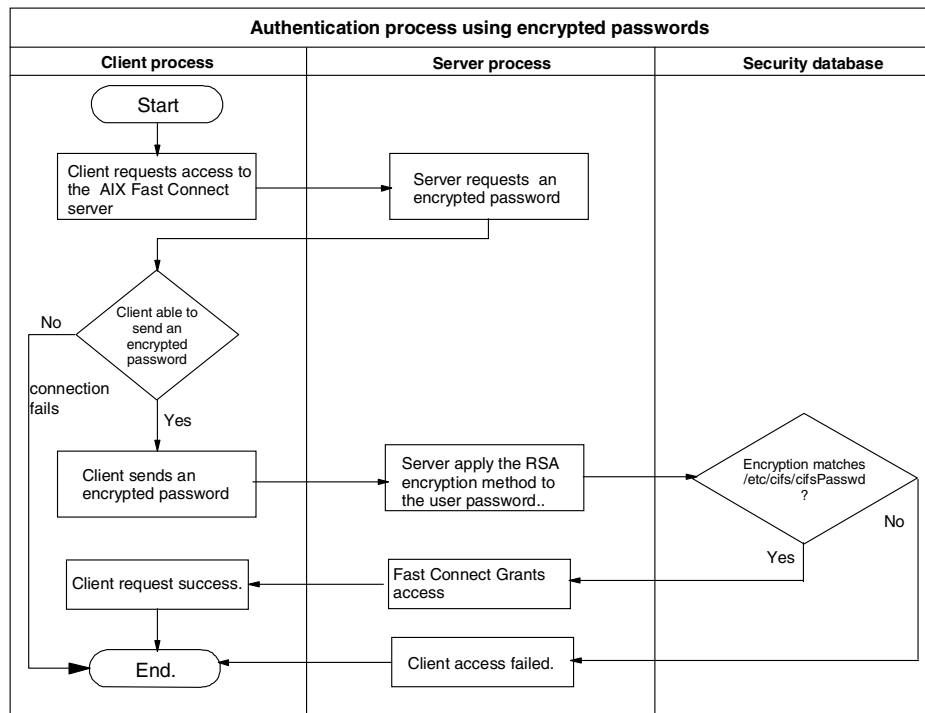 Authentication process using encrypted passwords
Client process
Server process
Security database
Start
Client requests access to
the AIX Fast Connect
server
Server requests an
encrypted password
Client able to
send an
encrypted
password
No
connection
fails
Yes
Client sends an
encrypted password
Server apply the RSA
encryption method to
the user password..
Encryption matches
/etc/cifs/cifsPasswd
?
No
Yes
Fast Connect Grants
access
Client request success.
Client access failed.
End.